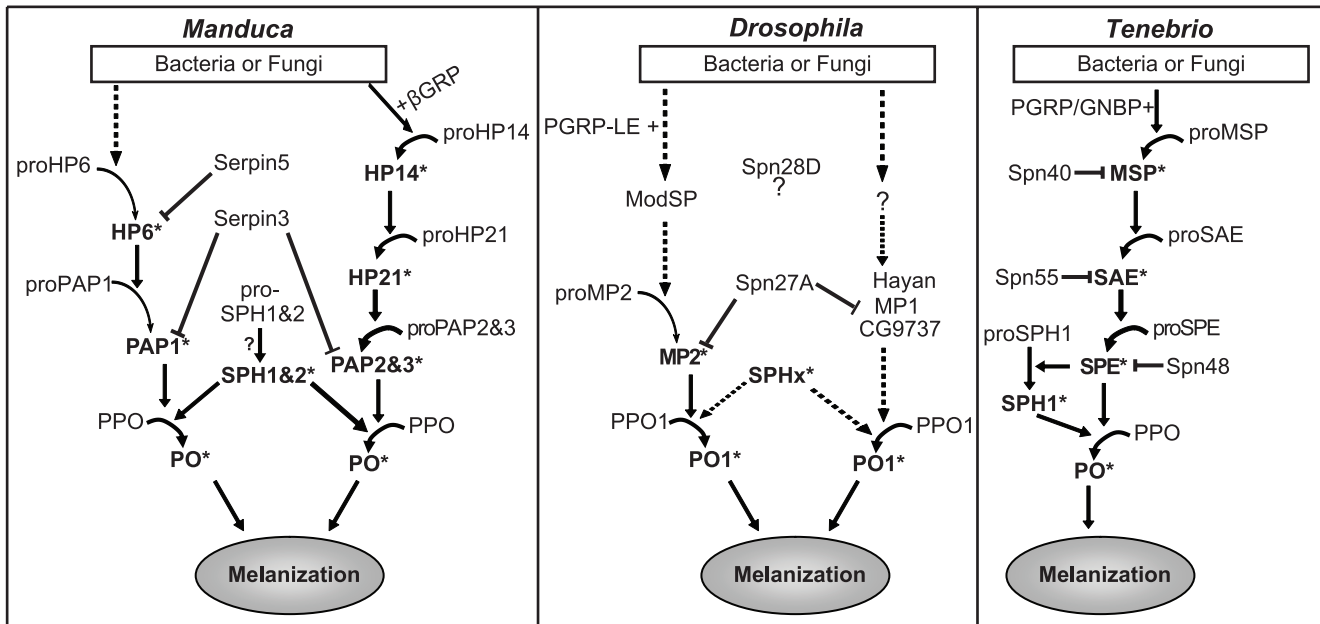 Manduca
Bacteria or Fungi
+βGRP
proHP14
proHP6
Serpin5
HP14*
HP6*
Serpin3
proHP21
HP21*
proPAP1
pro-
SPH1&2
?
proPAP2&3
PAP1*
PAP2&3*
SPH1&2*
PPO
PPO
PO*
PO*
Melanization
Drosophila
Bacteria or Fungi
PGRP-LE +
Spn28D
?
ModSP
?
proMP2
Spn27A
Hayan
MP1
CG9737
MP2*
SPHx*
PPO1
PPO1
PO1*
PO1*
Melanization
Tenebrio
Bacteria or Fungi
PGRP/GNBP+
proMSP
Spn40
MSP*
proSAE
Spn55
SAE*
proSPH1
proSPE
SPE*
Spn48
SPH1*
PPO
PO*
Melanization